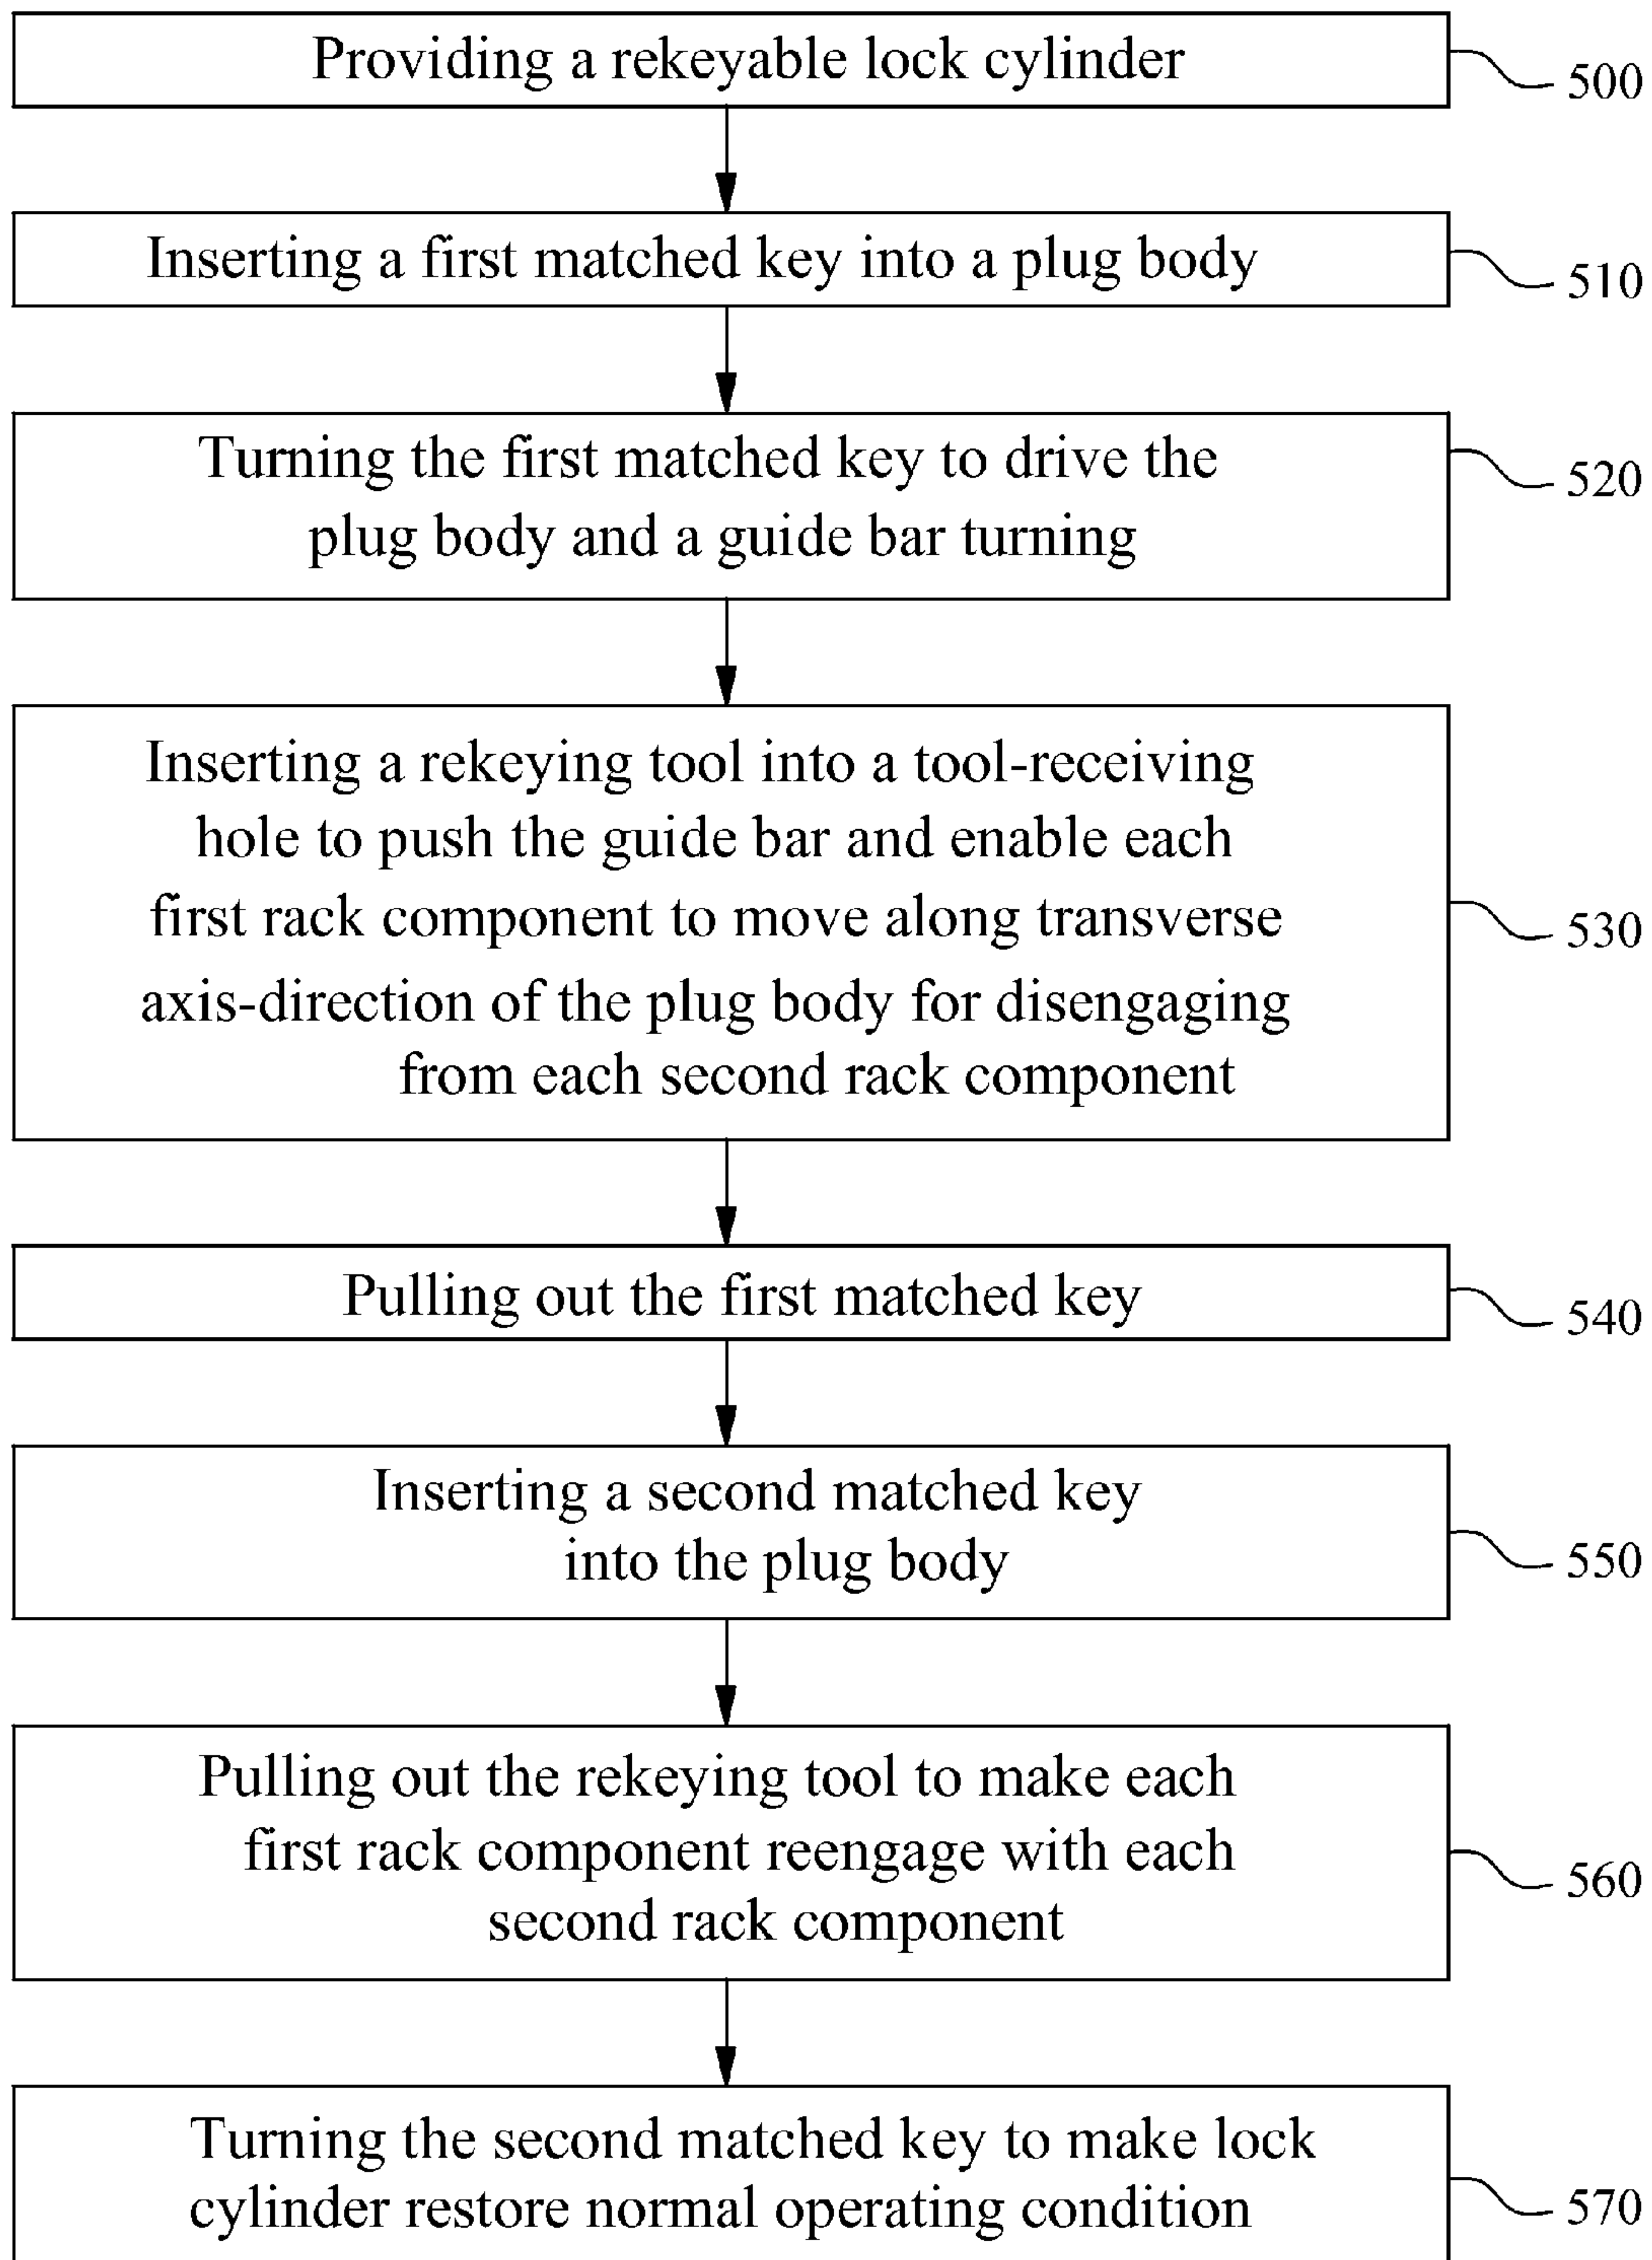 Providing a rekeyable lock cylinder
500
Inserting a first matched key into a plug body
510
Turning the first matched key to drive the
plug body and a guide bar turning
520
Inserting a rekeying tool into a tool-receiving
hole to push the guide bar and enable each
first rack component to move along transverse
axis-direction of the plug body for disengaging
from each second rack component
530
Pulling out the first matched key
540
Inserting a second matched key
into the plug body
550
Pulling out the rekeying tool to make each
first rack component reengage with each
second rack component
560
Turning the second matched key to make lock
cylinder restore normal operating condition
570